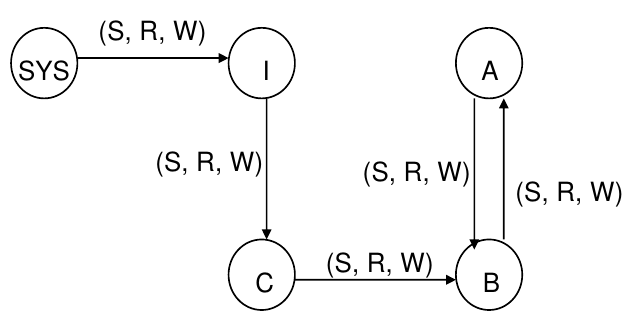 (S, R, W)
SYS
I
A
(S, R, W)
(S, R, W)
(S, R, W)
(S, R, W)
C
B